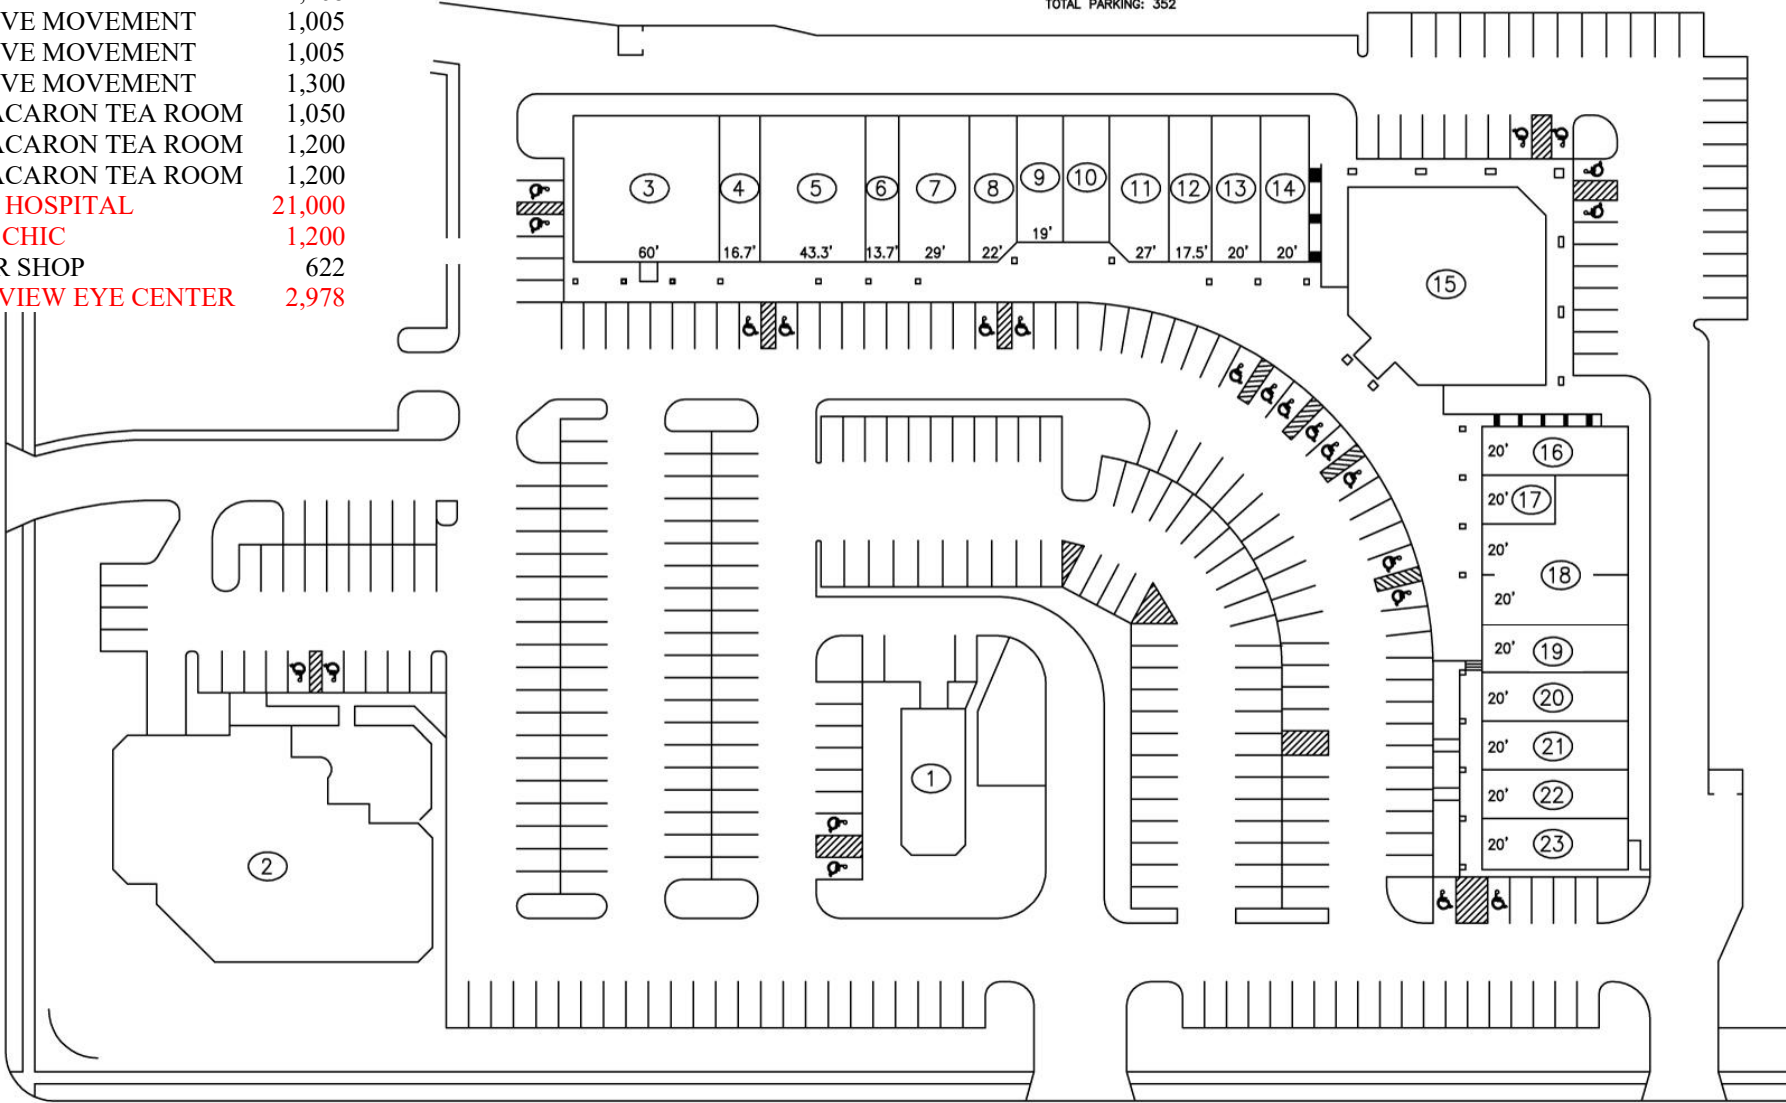 TOTAL PARKING: 352
VE MOVEMENT 1,005
VE MOVEMENT 1,005
VE MOVEMENT 1,300
ACARON TEA ROOM 1,050
ACARON TEA ROOM 1,200
ACARON TEA ROOM 1,200
HOSPITAL 21,000
CHIC 1,200
R SHOP 622
VIEW EYE CENTER 2,978
3 4 5 6 7 8 9 10 11 12 13 14
60' 16.7' 43.3' 13.7' 29' 22' 19' 27' 17.5' 20' 20'
15
20' 16
20' 17
20'
18
20'
20' 19
20' 20
20' 21
20' 22
20' 23
1
2